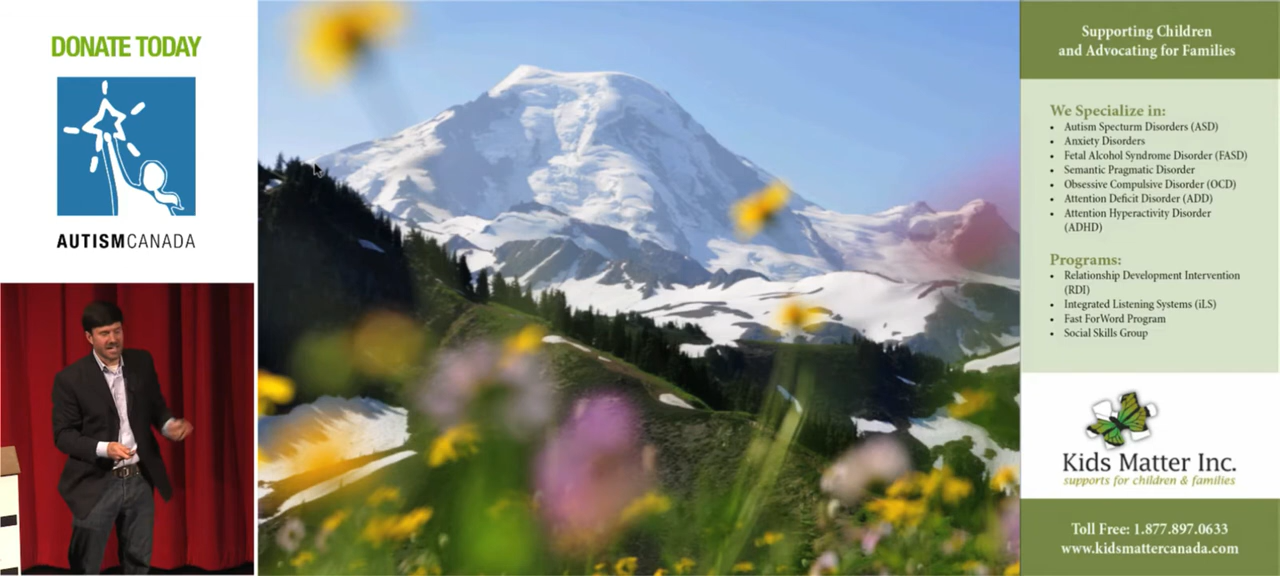 DONATE TODAY
AUTISMCANADA
Supporting Children
and Advocating for Families
We Specialize in:
• Autism Specturm Disorders (ASD)
• Anxiety Disorders
• Fetal Alcohol Syndrome Disorder (FASD)
• Semantic Pragmatic Disorder
• Obsessive Compulsive Disorder (OCD)
• Attention Deficit Disorder (ADD)
• Attention Hyperactivity Disorder
(ADHD)
Programs:
• Relationship Development Intervention
(RDI)
• Integrated Listening Systems (iLS)
• Fast ForWord Program
• Social Skills Group
Kids Matter Inc.
supports for children & families
Toll Free: 1.877.897.0633
www.kidsmattercanada.com